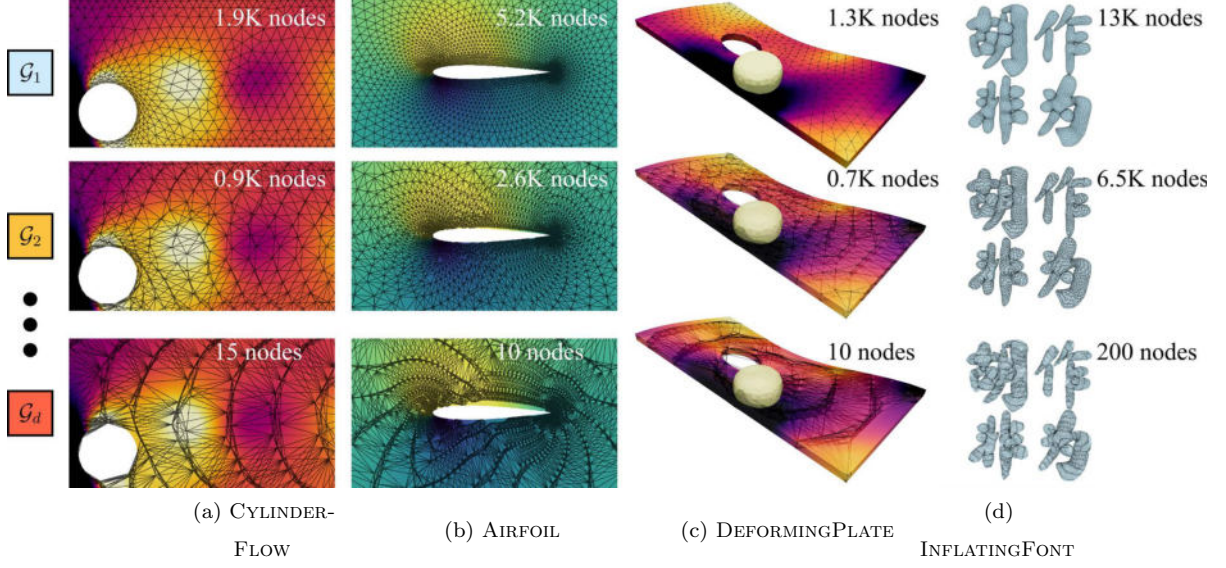 𝒢₁
1.9K nodes
5.2K nodes
1.3K nodes
13K nodes
胡作
非为
𝒢₂
0.9K nodes
2.6K nodes
0.7K nodes
6.5K nodes
胡作
非为
𝒢d
15 nodes
10 nodes
10 nodes
200 nodes
胡作
非为
(a) CYLINDER-
FLOW
(b) AIRFOIL
(c) DEFORMINGPLATE
(d)
INFLATINGFONT